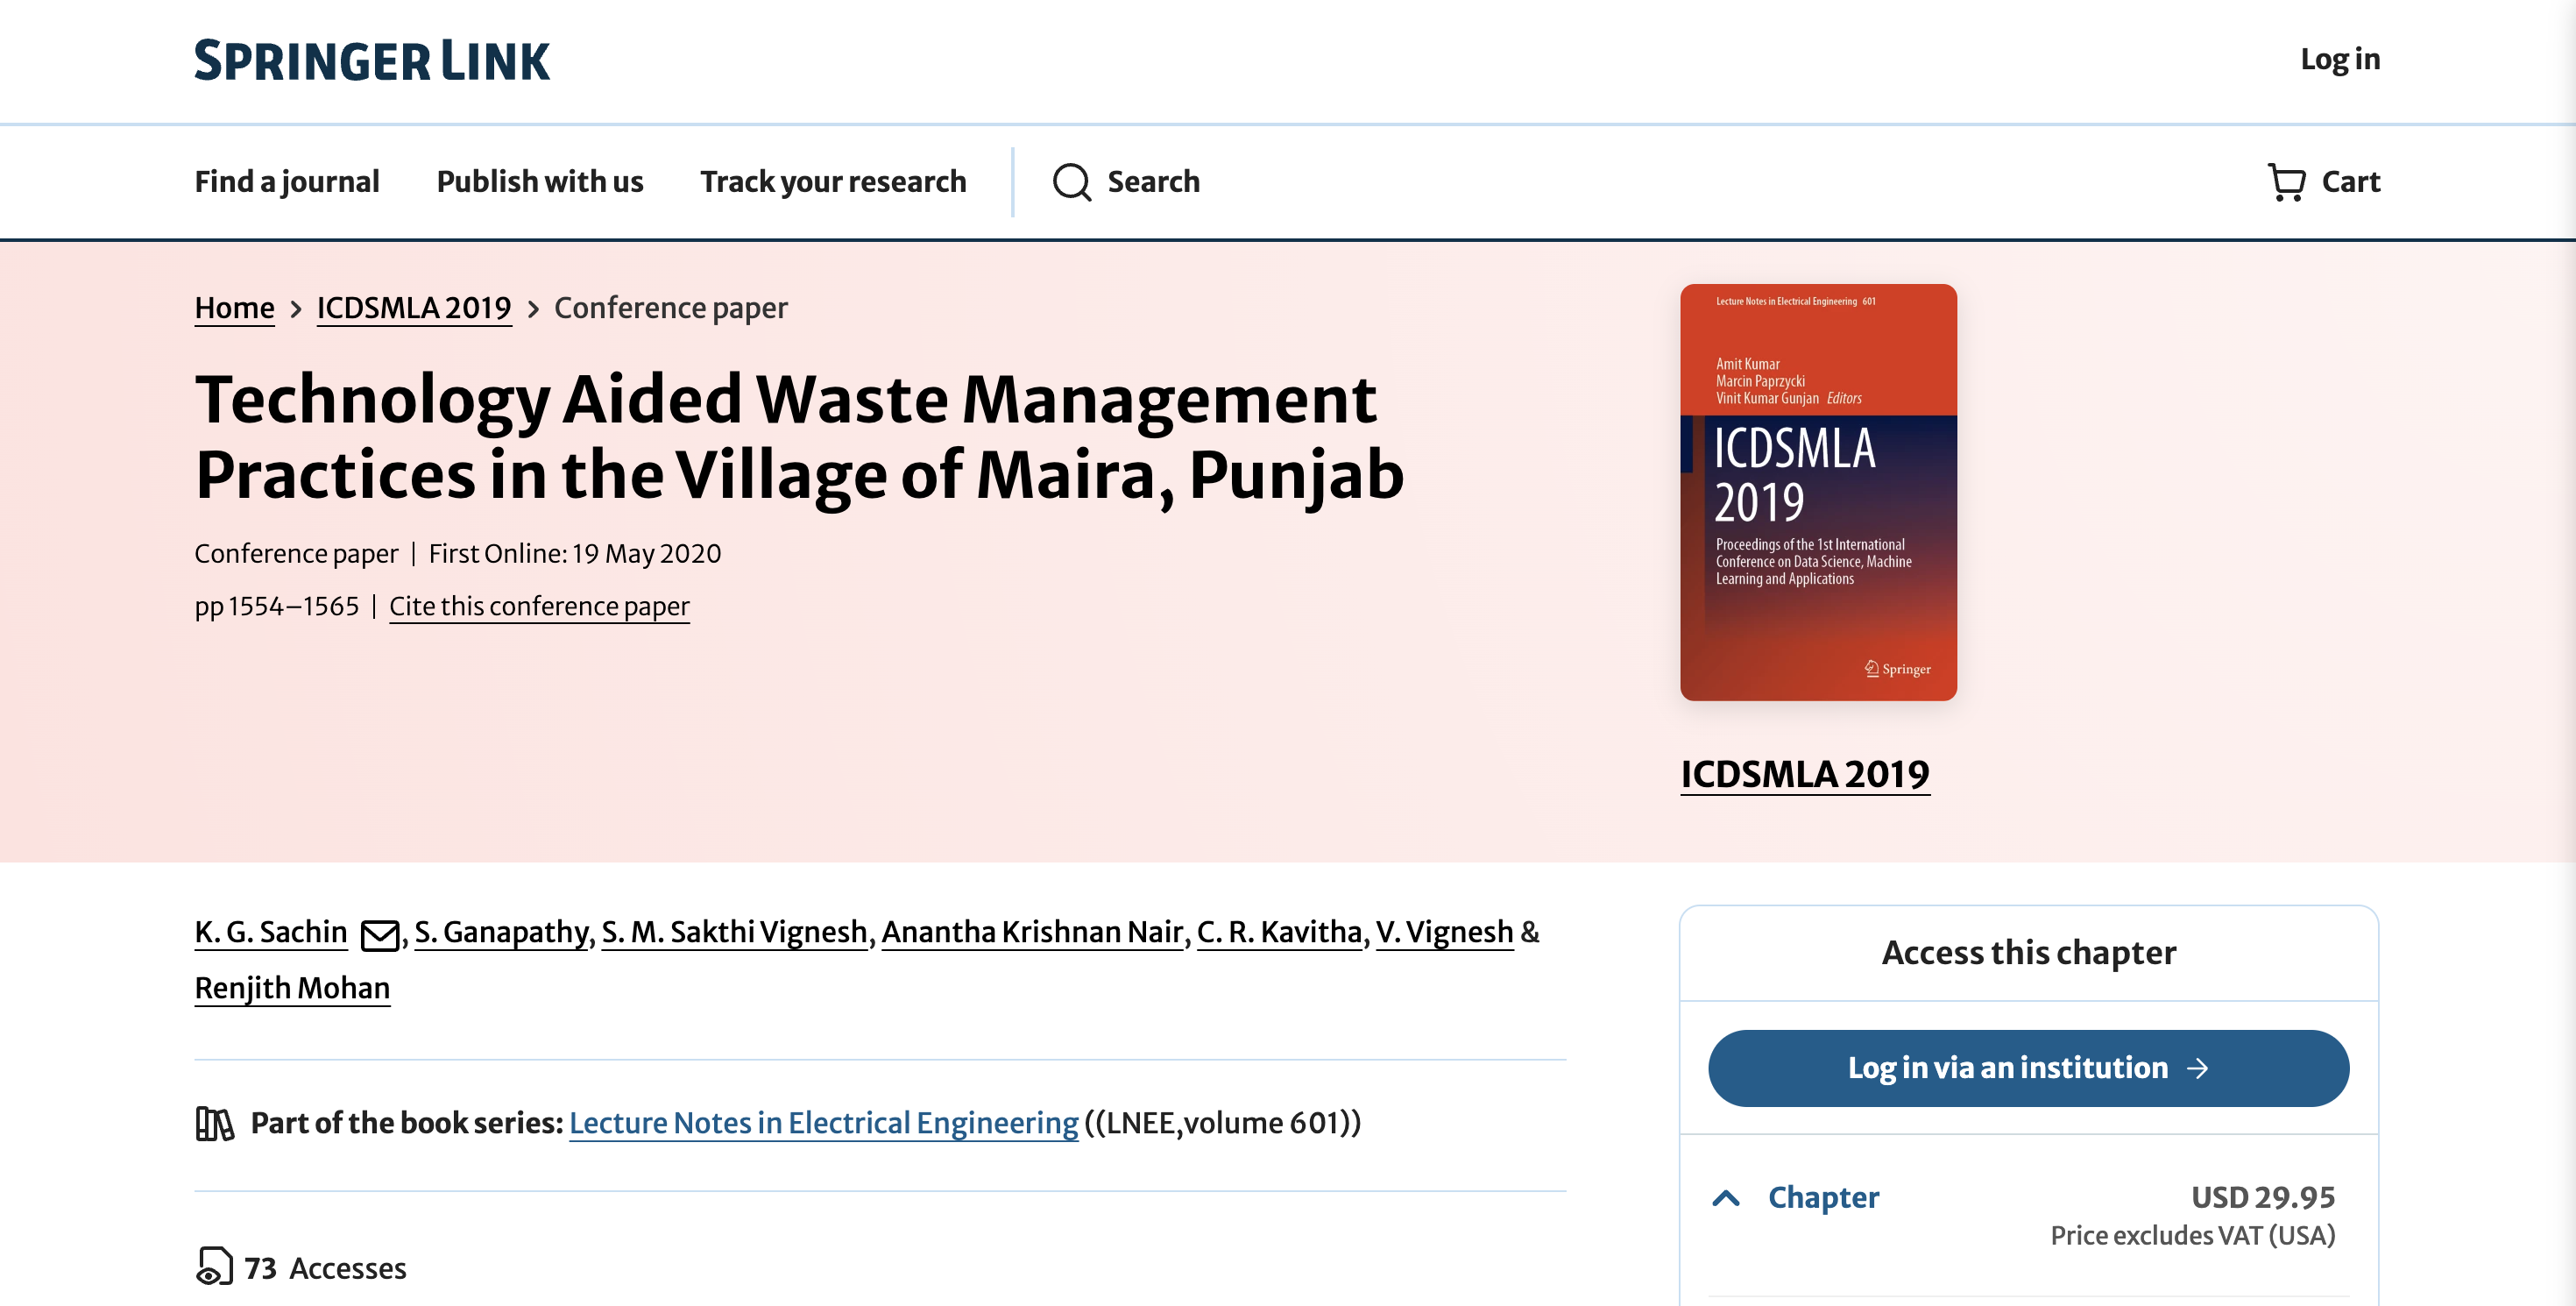 SPRINGER LINK
Log in
Find a journal
Publish with us
Track your research
Search
Cart
Home > ICDSMLA 2019 > Conference paper
Technology Aided Waste Management
Practices in the Village of Maira, Punjab
Conference paper | First Online: 19 May 2020
pp 1554–1565 | Cite this conference paper
Lecture Notes in Electrical Engineering 601
Amit Kumar
Marcin Paprzycki
Vinit Kumar Gunjan Editors
ICDSMLA
2019
Proceedings of the 1st International
Conference on Data Science, Machine
Learning and Applications
Springer
ICDSMLA 2019
K. G. Sachin, S. Ganapathy, S. M. Sakthi Vignesh, Anantha Krishnan Nair, C. R. Kavitha, V. Vignesh &
Renjith Mohan
Part of the book series: Lecture Notes in Electrical Engineering ((LNEE,volume 601))
73 Accesses
Access this chapter
Log in via an institution →
Chapter
USD 29.95
Price excludes VAT (USA)